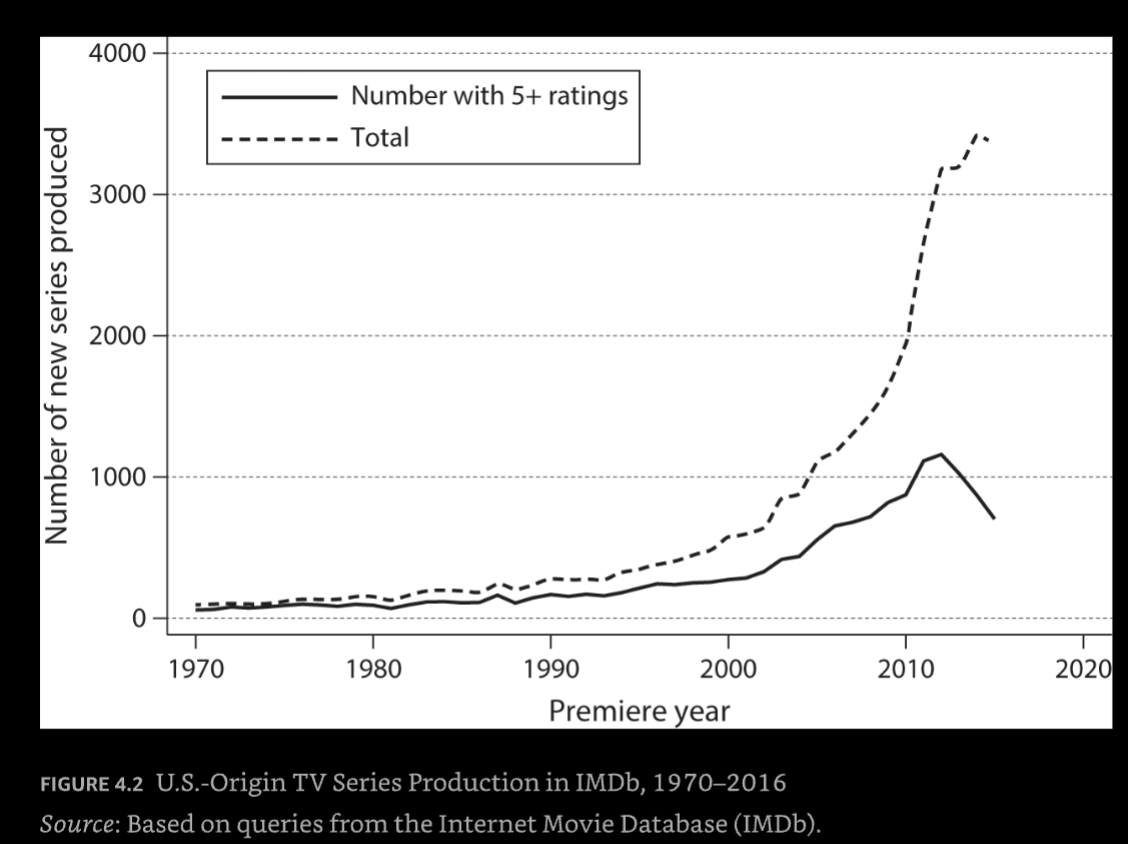 4000
3000
2000
1000
0
Number of new series produced
Number with 5+ ratings
Total
1970 1980 1990 2000 2010 2020
Premiere year
FIGURE 4.2 U.S.-Origin TV Series Production in IMDb, 1970–2016
Source: Based on queries from the Internet Movie Database (IMDb).